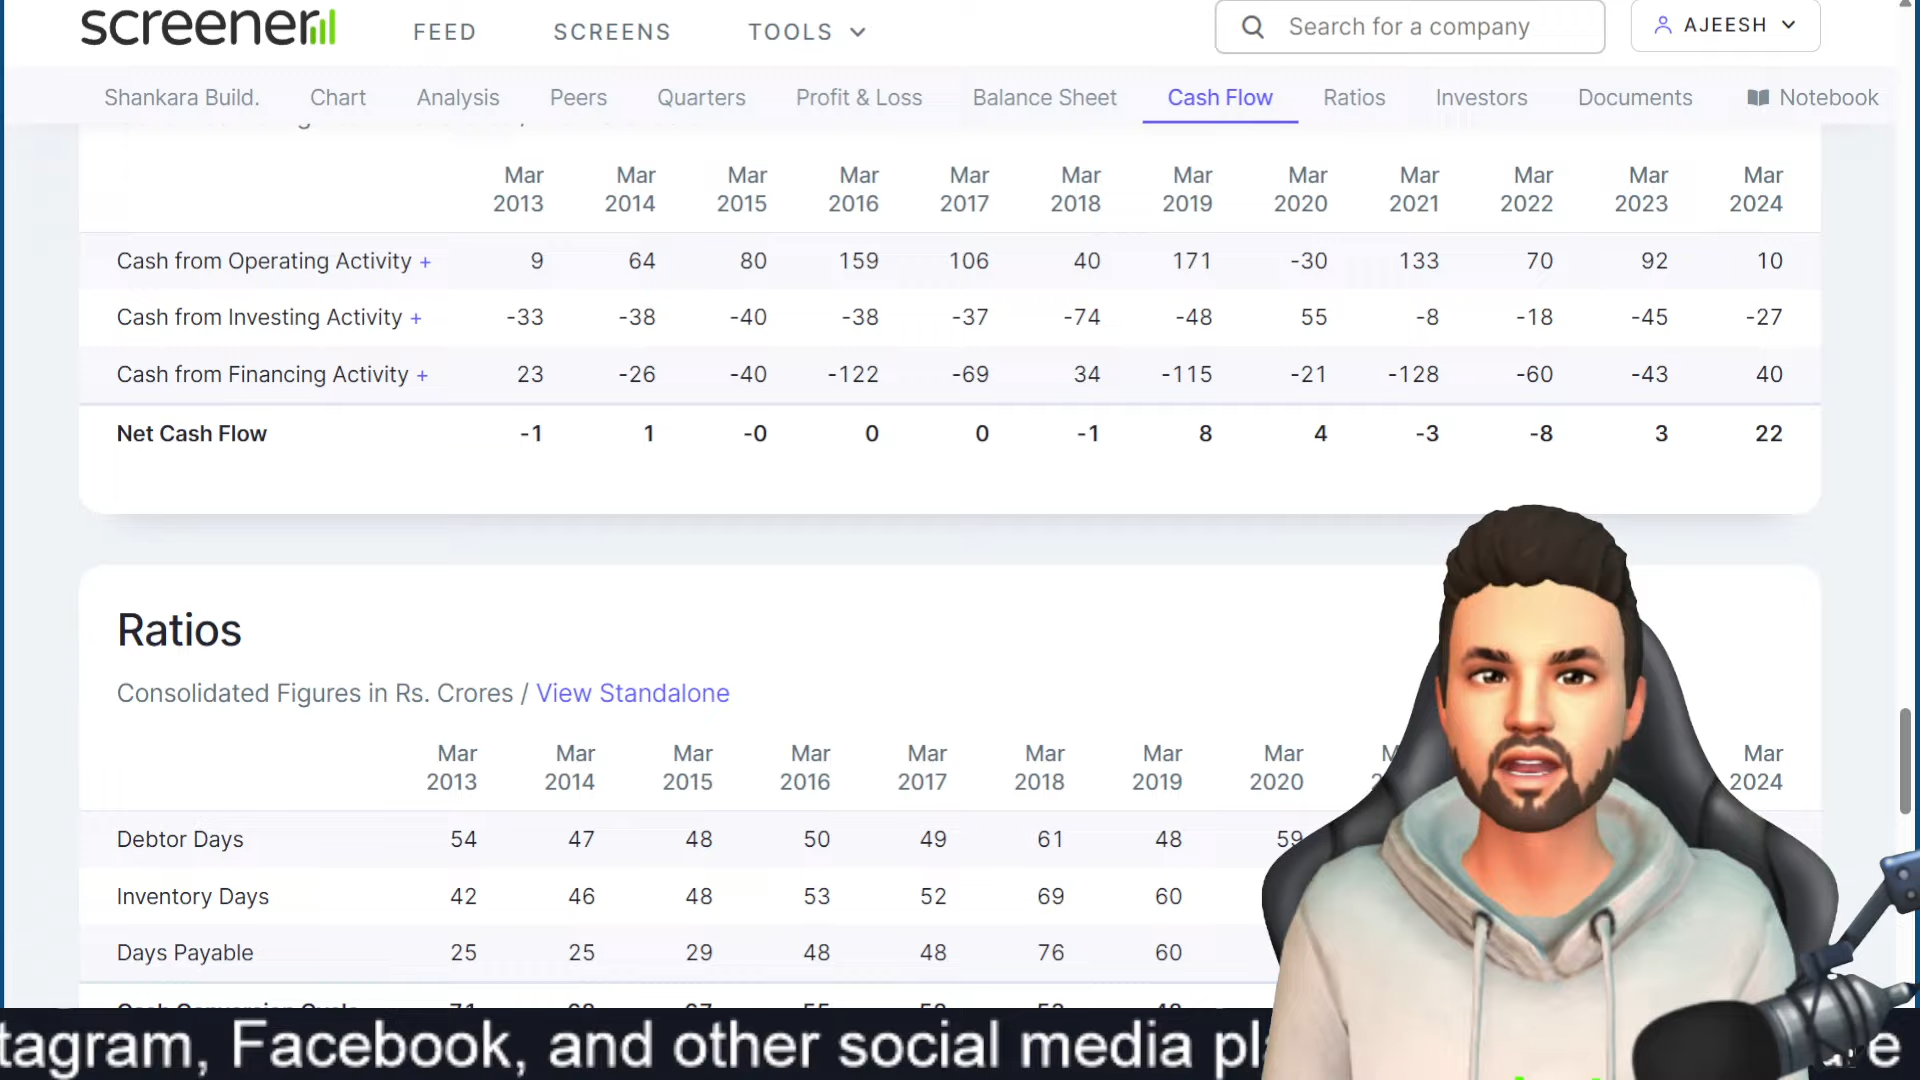 screener FEED SCREENS TOOLS Search for a company AJEESH
Shankara Build. Chart Analysis Peers Quarters Profit & Loss Balance Sheet Cash Flow Ratios Investors Documents Notebook
Mar 2013 Mar 2014 Mar 2015 Mar 2016 Mar 2017 Mar 2018 Mar 2019 Mar 2020 Mar 2021 Mar 2022 Mar 2023 Mar 2024
Cash from Operating Activity + 9 64 80 159 106 40 171 -30 133 70 92 10
Cash from Investing Activity + -33 -38 -40 -38 -37 -74 -48 55 -8 -18 -45 -27
Cash from Financing Activity + 23 -26 -40 -122 -69 34 -115 -21 -128 -60 -43 40
Net Cash Flow -1 1 -0 0 0 -1 8 4 -3 -8 3 22
Ratios
Consolidated Figures in Rs. Crores / View Standalone
Mar 2013 Mar 2014 Mar 2015 Mar 2016 Mar 2017 Mar 2018 Mar 2019 Mar 2020 Mar 2024
Debtor Days 54 47 48 50 49 61 48 59
Inventory Days 42 46 48 53 52 69 60
Days Payable 25 25 29 48 48 76 60
tagram, Facebook, and other social media pl